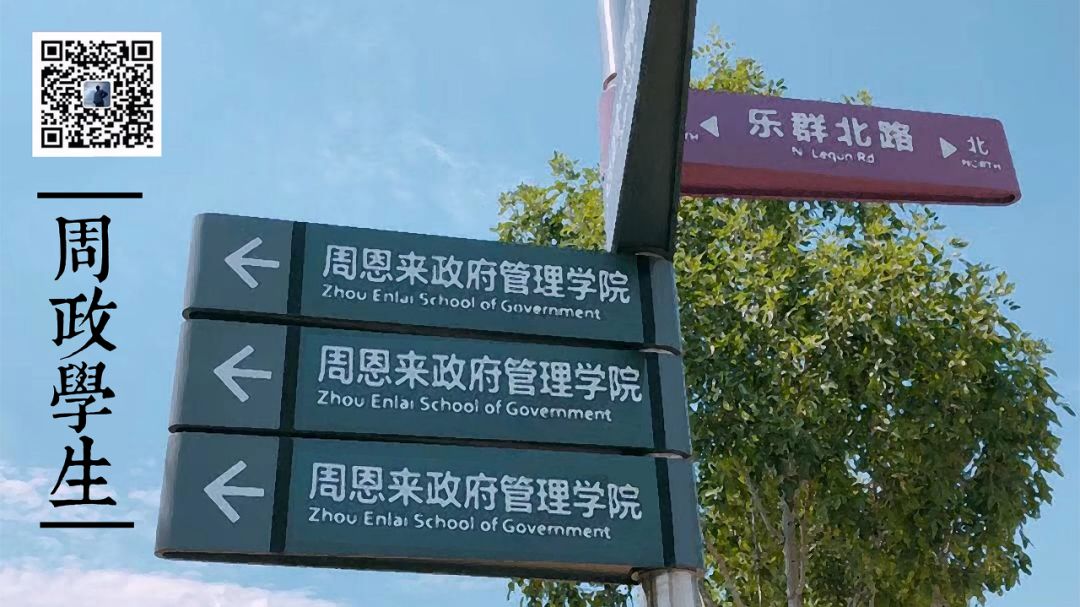 周政學生
乐群北路
N Lequn Rd
北
NORTH
周恩来政府管理学院
Zhou Enlai School of Government
周恩来政府管理学院
Zhou Enlai School of Government
周恩来政府管理学院
Zhou Enlai School of Government